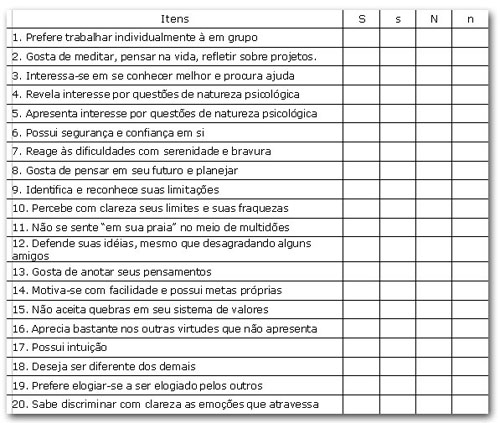 Itens S s N n
1. Prefere trabalhar individualmente à em grupo
2. Gosta de meditar, pensar na vida, refletir sobre projetos.
3. Interessa-se em se conhecer melhor e procura ajuda
4. Revela interesse por questões de natureza psicológica
5. Apresenta interesse por questões de natureza psicológica
6. Possui segurança e confiança em si
7. Reage às dificuldades com serenidade e bravura
8. Gosta de pensar em seu futuro e planejar
9. Identifica e reconhece suas limitações
10. Percebe com clareza seus limites e suas fraquezas
11. Não se sente “em sua praia” no meio de multidões
12. Defende suas idéias, mesmo que desagradando alguns
amigos
13. Gosta de anotar seus pensamentos
14. Motiva-se com facilidade e possui metas próprias
15. Não aceita quebras em seu sistema de valores
16. Aprecia bastante nos outras virtudes que não apresenta
17. Possui intuição
18. Deseja ser diferente dos demais
19. Prefere elogiar-se a ser elogiado pelos outros
20. Sabe discriminar com clareza as emoções que atravessa